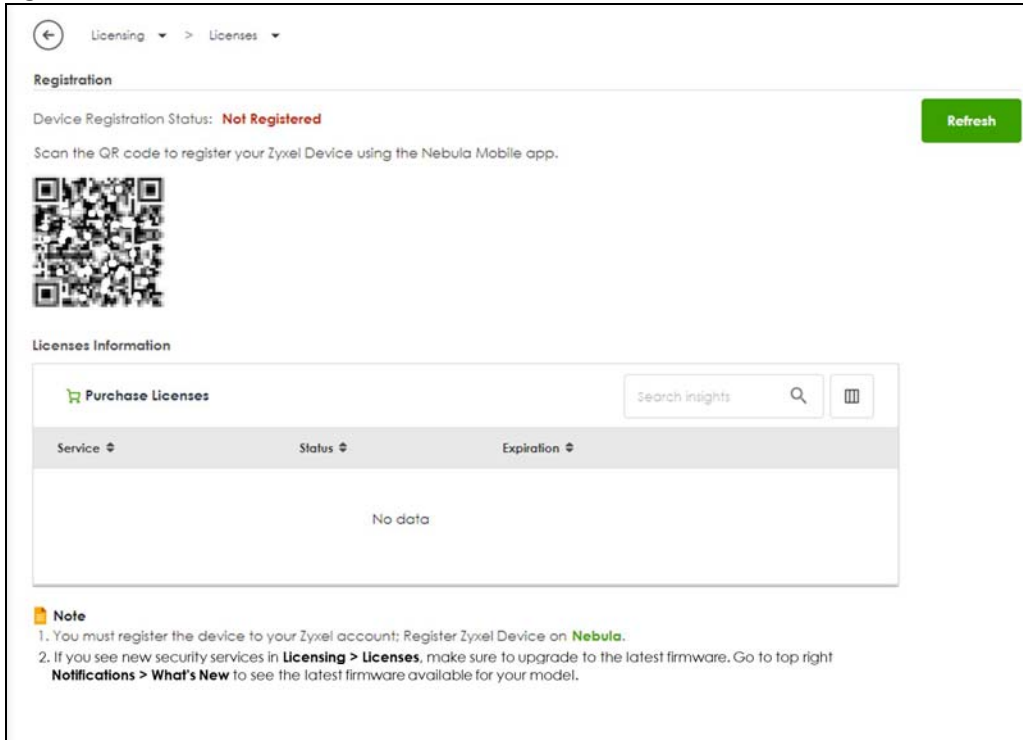 Licensing > Licenses
Registration
Device Registration Status: Not Registered
Refresh
Scan the QR code to register your Zyxel Device using the Nebula Mobile app.
Licenses Information
Purchase Licenses
Search insights
Service Status Expiration
No data
Note
1. You must register the device to your Zyxel account; Register Zyxel Device on Nebula.
2. If you see new security services in Licensing > Licenses, make sure to upgrade to the latest firmware. Go to top right
Notifications > What's New to see the latest firmware available for your model.